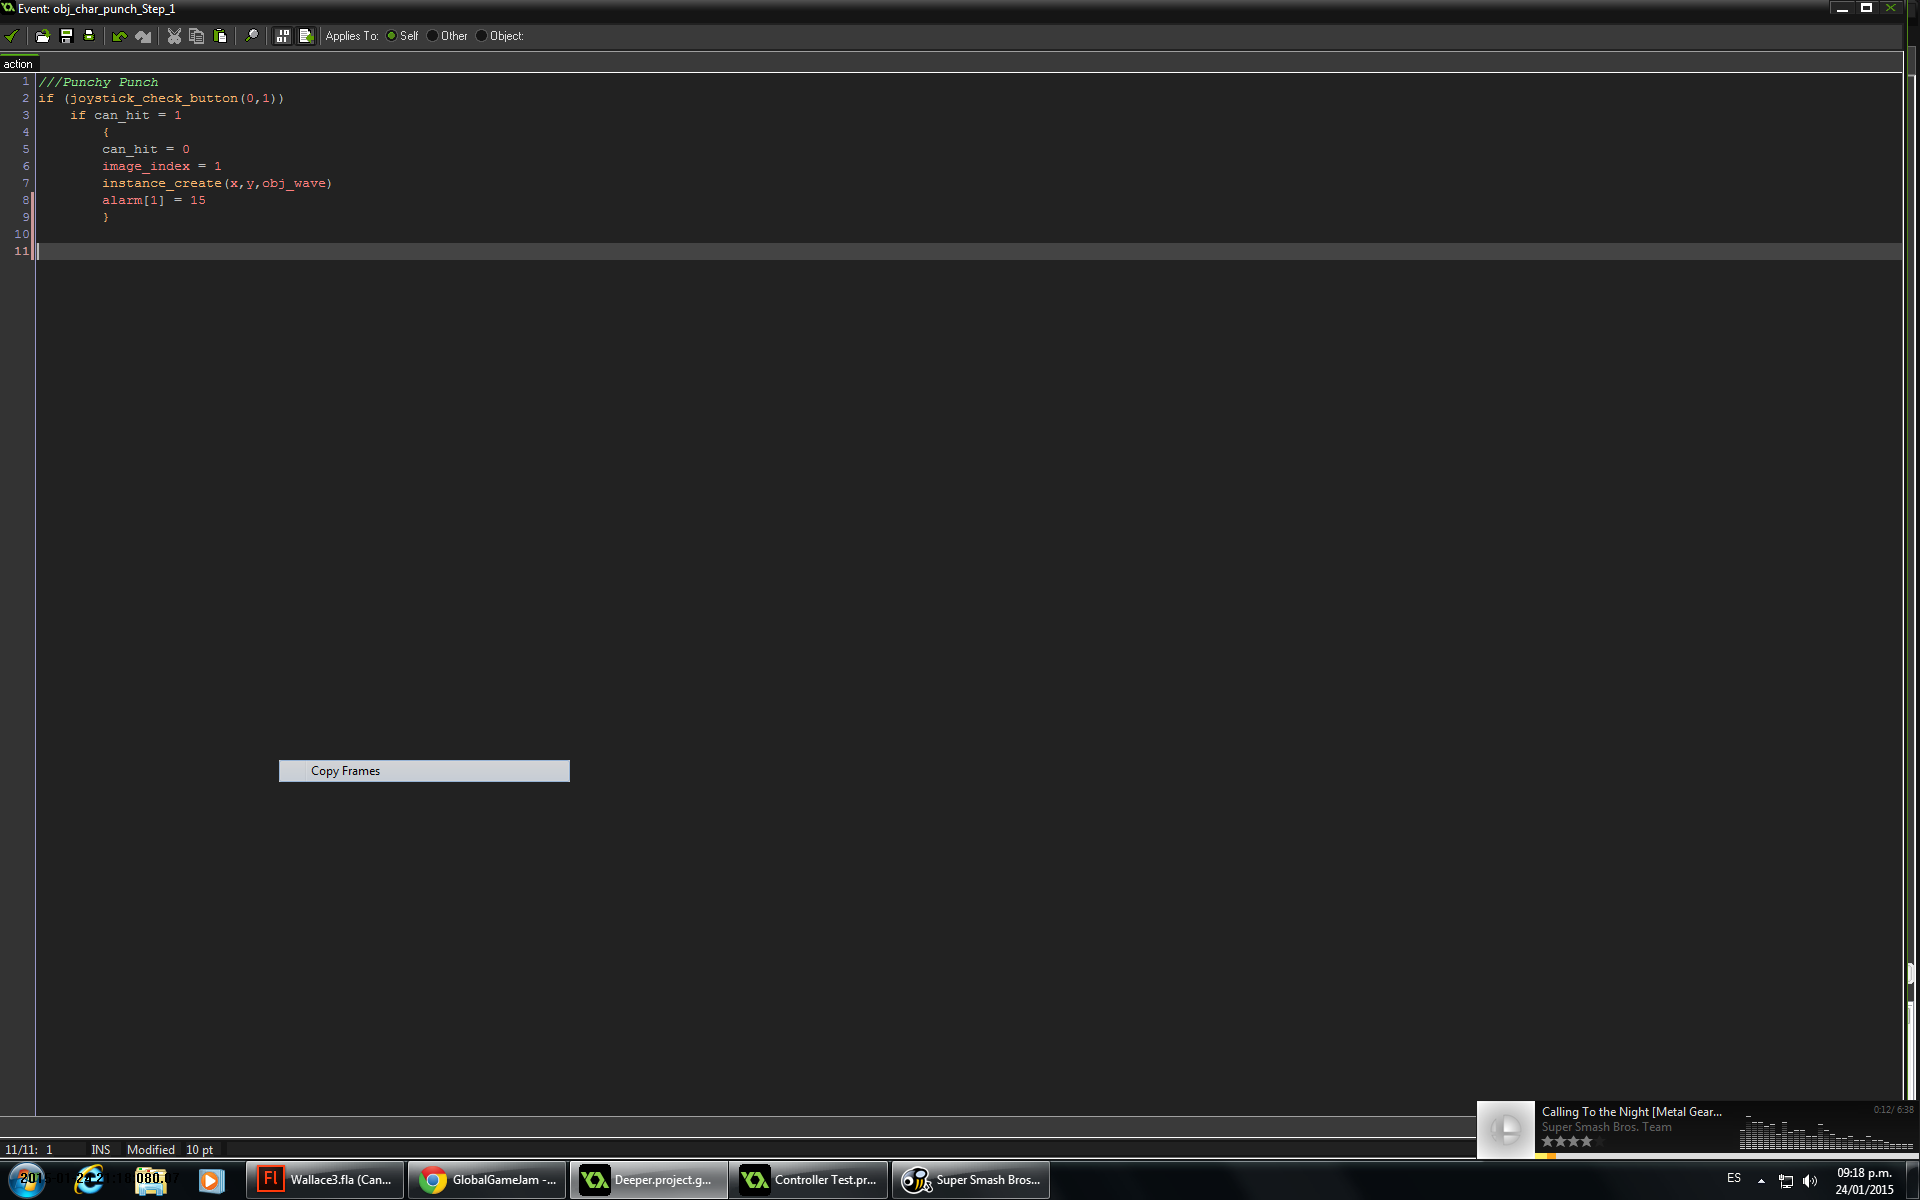 Event: obj_char_punch_Step_1
Applies To: Self Other Object:
action
1 ///Punchy Punch
2 if (joystick_check_button(0,1))
3 if can_hit = 1
4 {
5 can_hit = 0
6 image_index = 1
7 instance_create(x,y,obj_wave)
8 alarm[1] = 15
9 }
10
11
Copy Frames
Calling To the Night [Metal Gear...
0:12/ 6:38
Super Smash Bros. Team
11/11: 1 INS Modified 10 pt
Fl Wallace3.fla (Can...
GlobalGameJam -...
Deeper.project.g...
Controller Test.pr...
Super Smash Bros...
ES
09:18 p.m.
24/01/2015